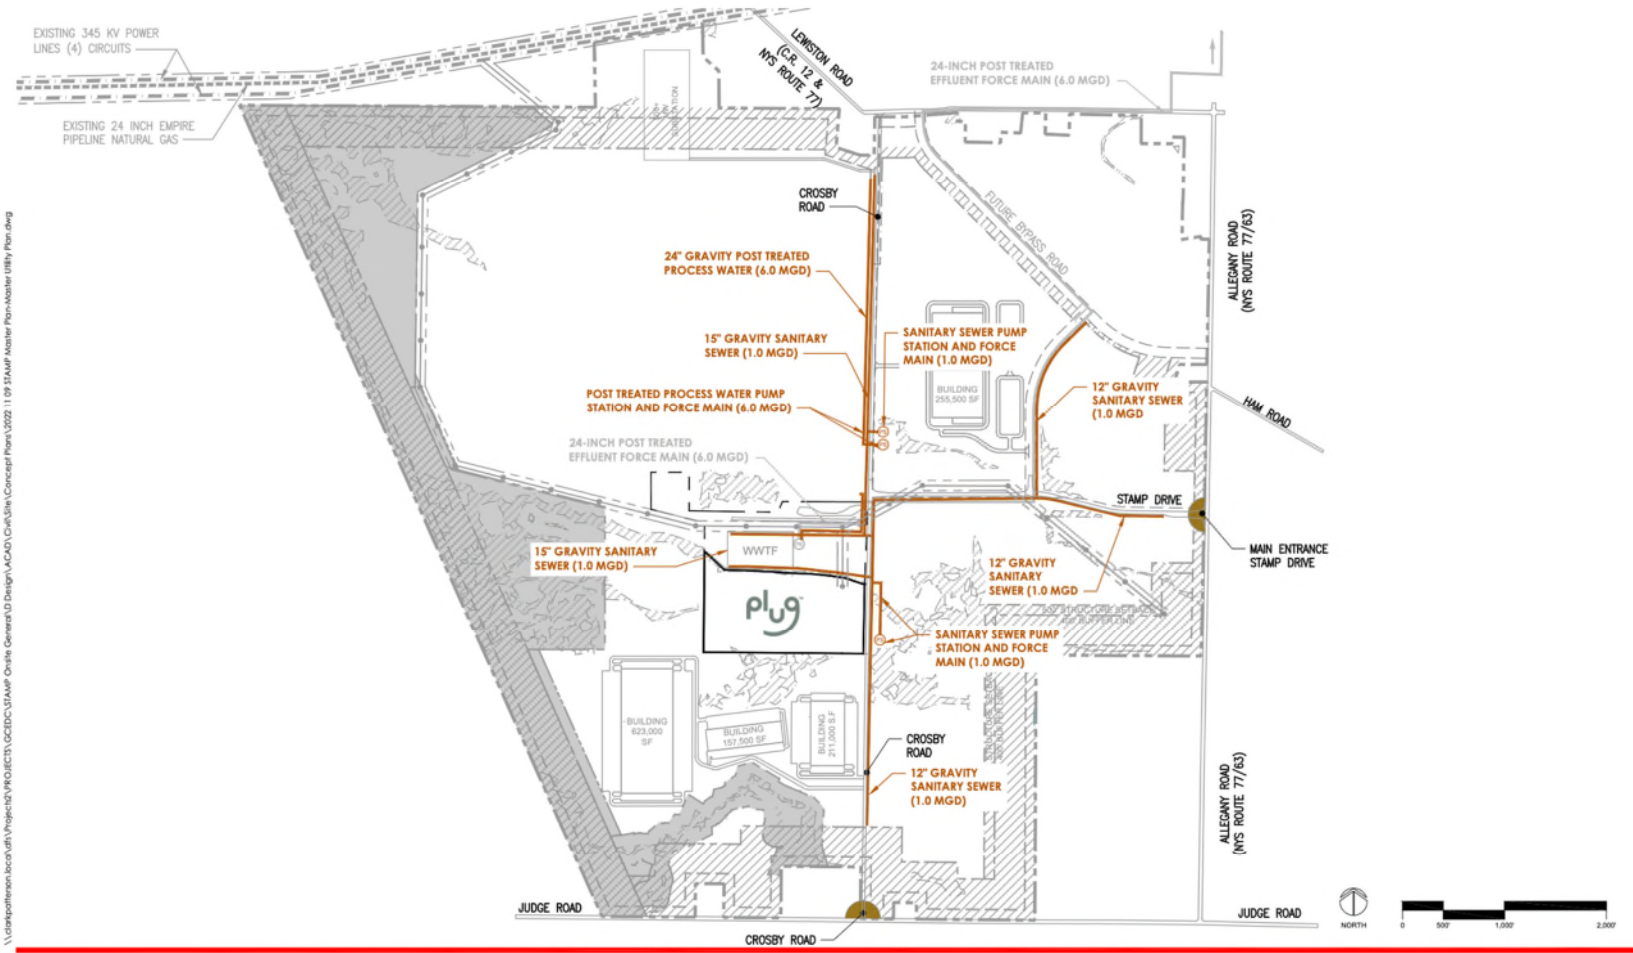 EXISTING 345 KV POWER
LINES (4) CIRCUITS
EXISTING 24 INCH EMPIRE
PIPELINE NATURAL GAS
LEWISTON ROAD
(C.R. 12 &
NYS ROUTE 77)
24-INCH POST TREATED
EFFLUENT FORCE MAIN (6.0 MGD)
CROSBY
ROAD
FUTURE BYPASS ROAD
ALLEGANY ROAD
(NYS ROUTE 77/63)
24" GRAVITY POST TREATED
PROCESS WATER (6.0 MGD)
15" GRAVITY SANITARY
SEWER (1.0 MGD)
SANITARY SEWER PUMP
STATION AND FORCE
MAIN (1.0 MGD)
POST TREATED PROCESS WATER PUMP
STATION AND FORCE MAIN (6.0 MGD)
BUILDING
255,500 SF
12" GRAVITY
SANITARY SEWER
(1.0 MGD
HAM ROAD
24-INCH POST TREATED
EFFLUENT FORCE MAIN (6.0 MGD)
STAMP DRIVE
15" GRAVITY SANITARY
SEWER (1.0 MGD)
WWTF
MAIN ENTRANCE
STAMP DRIVE
12" GRAVITY
SANITARY
SEWER (1.0 MGD
plug
SANITARY SEWER PUMP
STATION AND FORCE
MAIN (1.0 MGD)
BUILDING
623,000
SF
BUILDING
157,500 SF
BUILDING
211,000 S.F
CROSBY
ROAD
12" GRAVITY
SANITARY SEWER
(1.0 MGD)
ALLEGANY ROAD
(NYS ROUTE 77/63)
JUDGE ROAD
CROSBY ROAD
JUDGE ROAD
NORTH
0 500' 1,000' 2,000'